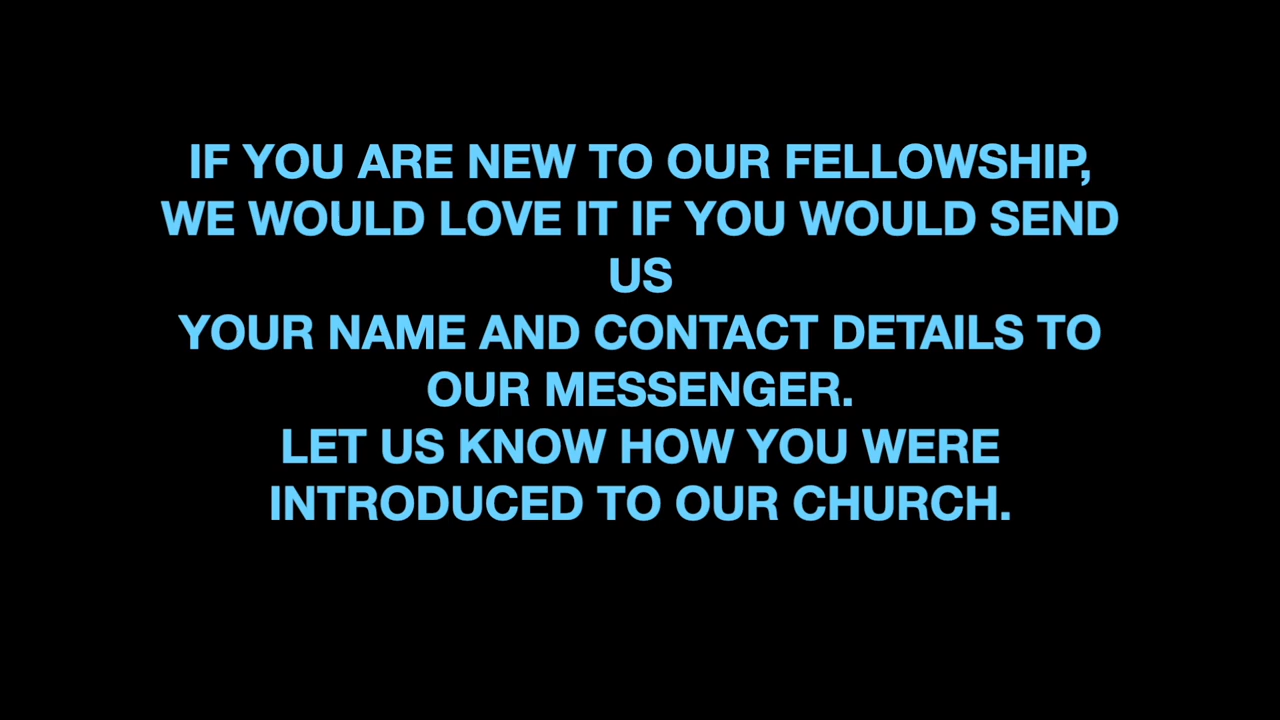 IF YOU ARE NEW TO OUR FELLOWSHIP,
WE WOULD LOVE IT IF YOU WOULD SEND
US
YOUR NAME AND CONTACT DETAILS TO
OUR MESSENGER.
LET US KNOW HOW YOU WERE
INTRODUCED TO OUR CHURCH.